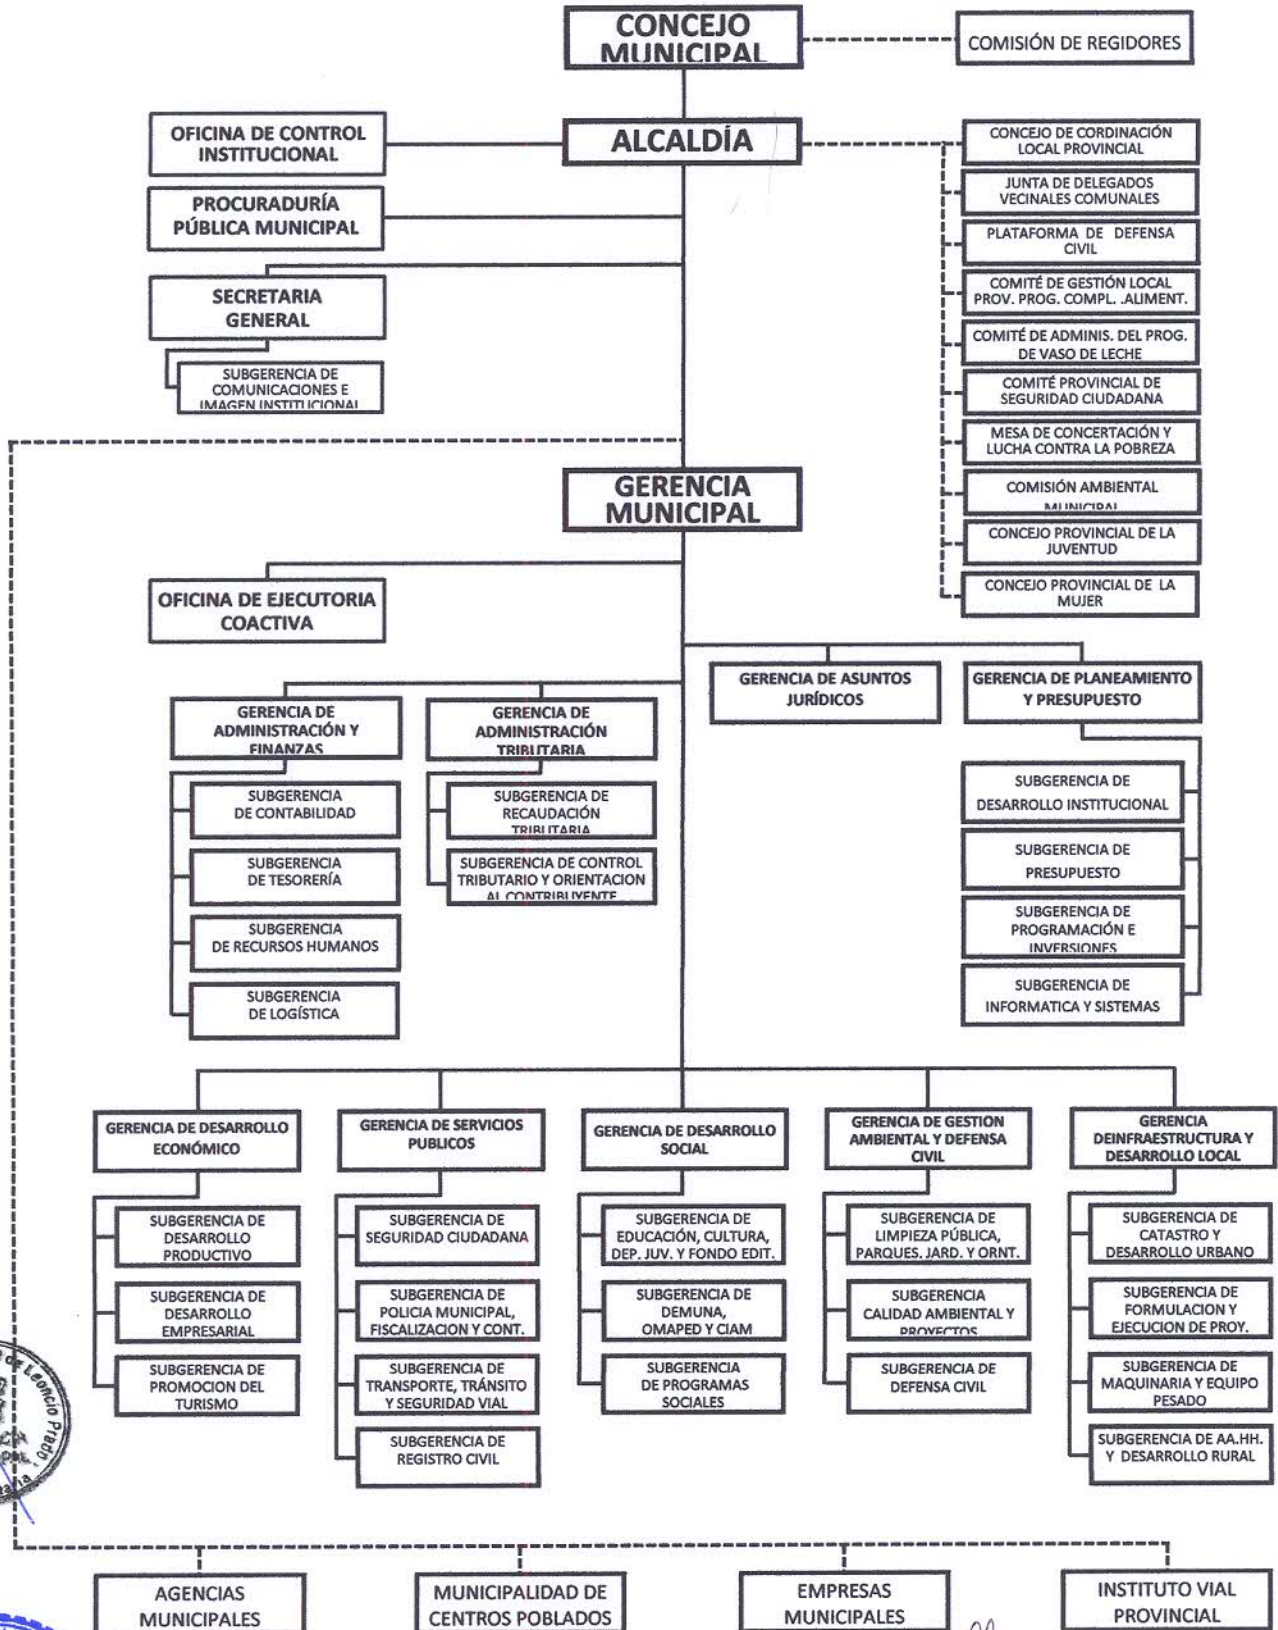 CONCEJO
MUNICIPAL
COMISIÓN DE REGIDORES
OFICINA DE CONTROL
INSTITUCIONAL
ALCALDÍA
PROCURADURÍA
PÚBLICA MUNICIPAL
SECRETARIA
GENERAL
SUBGERENCIA DE
COMUNICACIONES E
IMAGEN INSTITUCIONAL
CONCEJO DE CORDINACIÓN
LOCAL PROVINCIAL
JUNTA DE DELEGADOS
VECINALES COMUNALES
PLATAFORMA DE DEFENSA
CIVIL
COMITÉ DE GESTIÓN LOCAL
PROV. PROG. COMPL. .ALIMENT.
COMITÉ DE ADMINIS. DEL PROG.
DE VASO DE LECHE
COMITÉ PROVINCIAL DE
SEGURIDAD CIUDADANA
MESA DE CONCERTACIÓN Y
LUCHA CONTRA LA POBREZA
COMISIÓN AMBIENTAL
MUNICIPAL
CONCEJO PROVINCIAL DE LA
JUVENTUD
CONCEJO PROVINCIAL DE LA
MUJER
GERENCIA
MUNICIPAL
OFICINA DE EJECUTORIA
COACTIVA
GERENCIA DE ASUNTOS
JURÍDICOS
GERENCIA DE PLANEAMIENTO
Y PRESUPUESTO
GERENCIA DE
ADMINISTRACIÓN Y
FINANZAS
GERENCIA DE
ADMINISTRACIÓN
TRIBUTARIA
SUBGERENCIA
DE CONTABILIDAD
SUBGERENCIA
DE TESORERÍA
SUBGERENCIA
DE RECURSOS HUMANOS
SUBGERENCIA
DE LOGÍSTICA
SUBGERENCIA DE
RECAUDACIÓN
TRIBUTARIA
SUBGERENCIA DE CONTROL
TRIBUTARIO Y ORIENTACION
AL CONTRIBUYENTE
SUBGERENCIA DE
DESARROLLO INSTITUCIONAL
SUBGERENCIA DE
PRESUPUESTO
SUBGERENCIA DE
PROGRAMACIÓN E
INVERSIONES
SUBGERENCIA DE
INFORMATICA Y SISTEMAS
GERENCIA DE DESARROLLO
ECONÓMICO
SUBGERENCIA DE
DESARROLLO
PRODUCTIVO
SUBGERENCIA DE
DESARROLLO
EMPRESARIAL
SUBGERENCIA DE
PROMOCION DEL
TURISMO
GERENCIA DE SERVICIOS
PUBLICOS
SUBGERENCIA DE
SEGURIDAD CIUDADANA
SUBGERENCIA DE
POLICIA MUNICIPAL,
FISCALIZACION Y CONT.
SUBGERENCIA DE
TRANSPORTE, TRÁNSITO
Y SEGURIDAD VIAL
SUBGERENCIA DE
REGISTRO CIVIL
GERENCIA DE DESARROLLO
SOCIAL
SUBGERENCIA DE
EDUCACIÓN, CULTURA,
DEP. JUV. Y FONDO EDIT.
SUBGERENCIA DE
DEMUNA,
OMAPED Y CIAM
SUBGERENCIA
DE PROGRAMAS
SOCIALES
GERENCIA DE GESTION
AMBIENTAL Y DEFENSA
CIVIL
SUBGERENCIA DE
LIMPIEZA PÚBLICA,
PARQUES. JARD. Y ORNT.
SUBGERENCIA
CALIDAD AMBIENTAL Y
PROYECTOS
SUBGERENCIA DE
DEFENSA CIVIL
GERENCIA
DEINFRAESTRUCTURA Y
DESARROLLO LOCAL
SUBGERENCIA DE
CATASTRO Y
DESARROLLO URBANO
SUBGERENCIA DE
FORMULACION Y
EJECUCION DE PROY.
SUBGERENCIA DE
MAQUINARIA Y EQUIPO
PESADO
SUBGERENCIA DE AA.HH.
Y DESARROLLO RURAL
de Leoncio Prado
AGENCIAS
MUNICIPALES
MUNICIPALIDAD DE
CENTROS POBLADOS
EMPRESAS
MUNICIPALES
INSTITUTO VIAL
PROVINCIAL